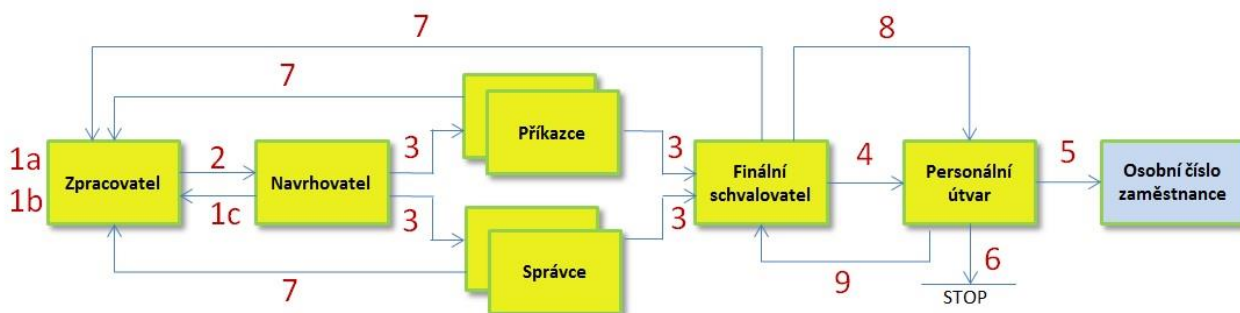 7
8
7
Příkazce
1a
1b
Zpracovatel
2
1c
Navrhovatel
3
3
3
3
Finální
schvalovatel
4
Personální
útvar
5
Osobní číslo
zaměstnance
Správce
7
9
6
STOP